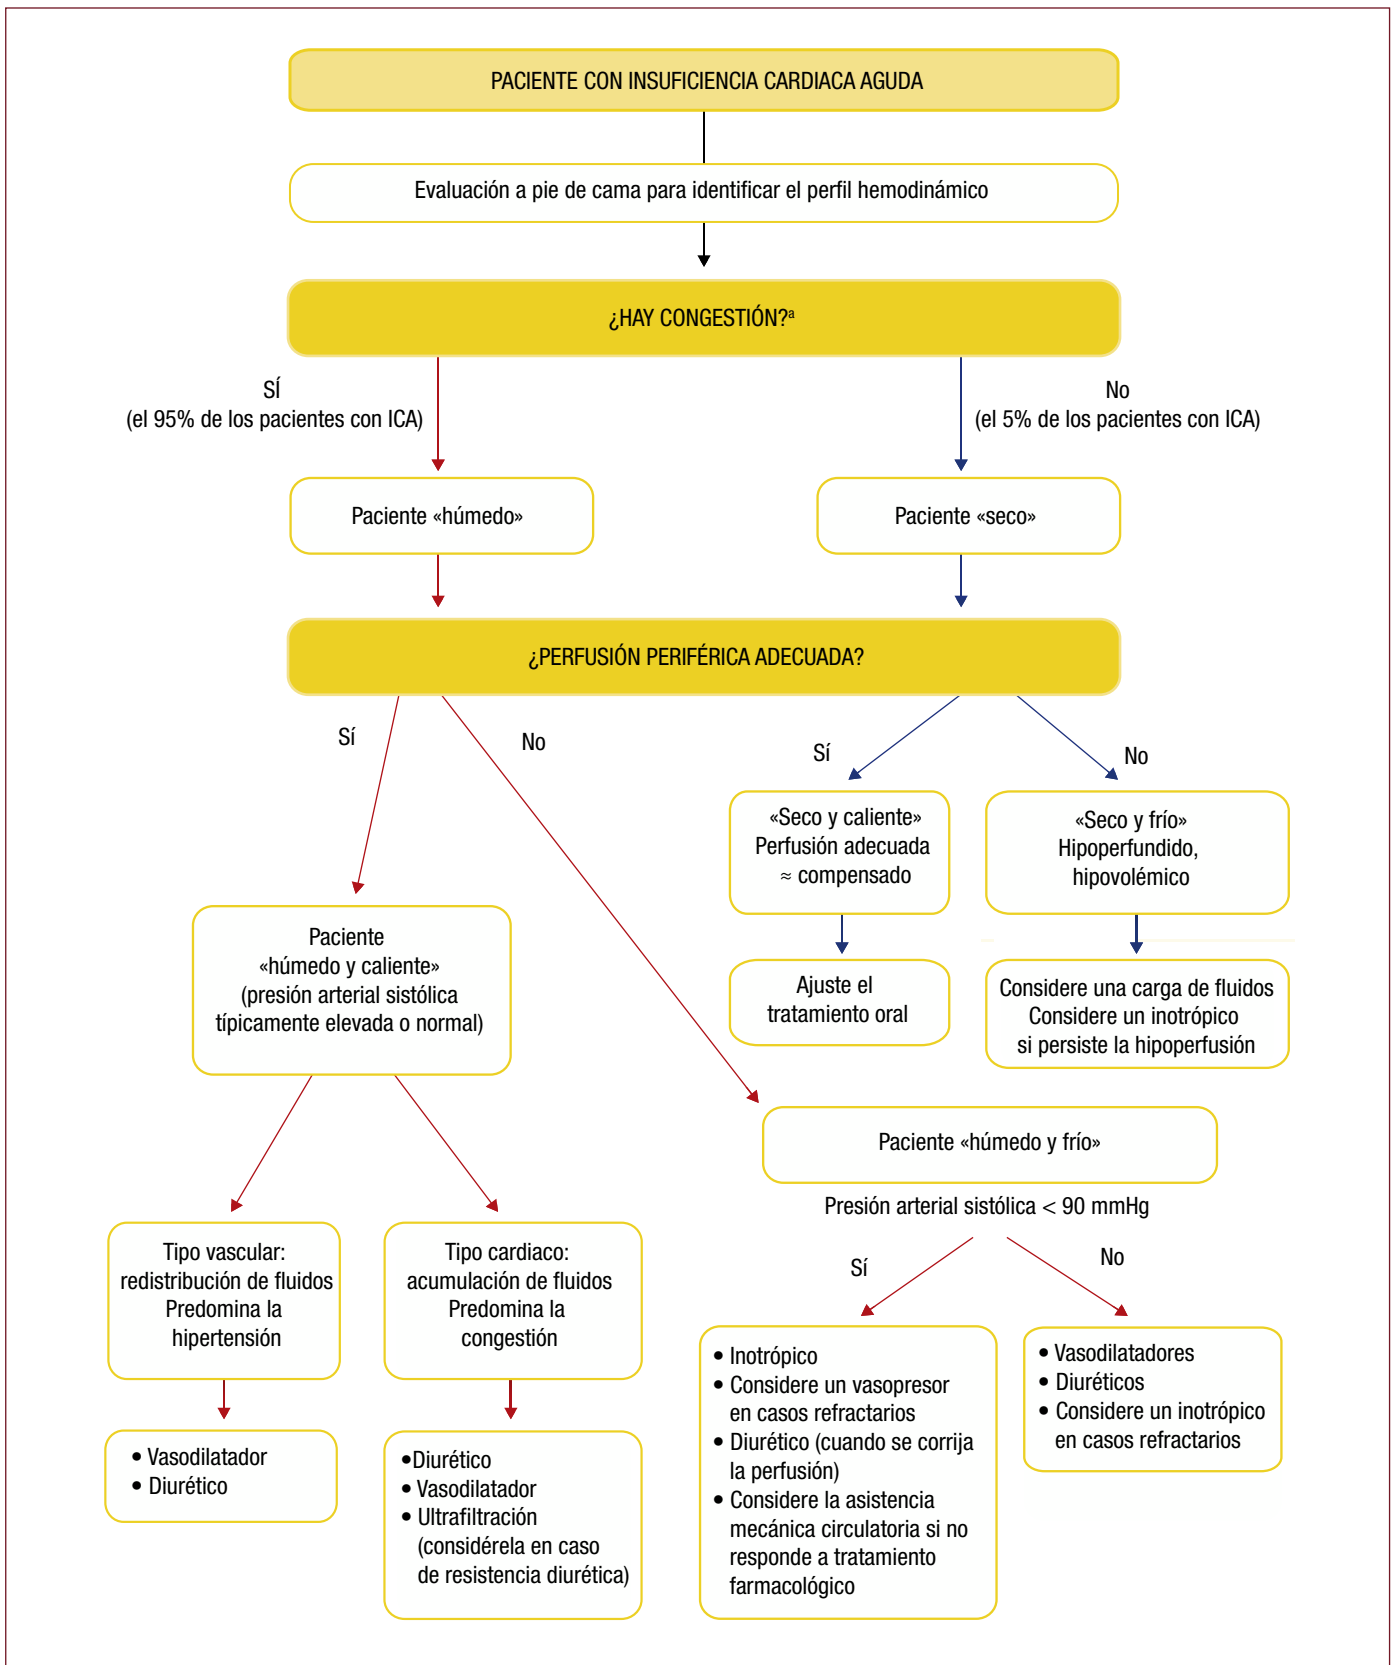 PACIENTE CON INSUFICIENCIA CARDIACA AGUDA
Evaluación a pie de cama para identificar el perfil hemodinámico
¿HAY CONGESTIÓN?ª
SÍ
(el 95% de los pacientes con ICA)
No
(el 5% de los pacientes con ICA)
Paciente «húmedo»
Paciente «seco»
¿PERFUSIÓN PERIFÉRICA ADECUADA?
Sí
No
Sí
No
«Seco y caliente»
Perfusión adecuada
≈ compensado
«Seco y frío»
Hipoperfundido,
hipovolémico
Paciente
«húmedo y caliente»
(presión arterial sistólica
típicamente elevada o normal)
Ajuste el
tratamiento oral
Considere una carga de fluidos
Considere un inotrópico
si persiste la hipoperfusión
Paciente «húmedo y frío»
Presión arterial sistólica < 90 mmHg
Sí
No
Tipo vascular:
redistribución de fluidos
Predomina la
hipertensión
Tipo cardiaco:
acumulación de fluidos
Predomina la
congestión
• Vasodilatador
• Diurético
•Diurético
• Vasodilatador
• Ultrafiltración
(considérela en caso
de resistencia diurética)
• Inotrópico
• Considere un vasopresor
en casos refractarios
• Diurético (cuando se corrija
la perfusión)
• Considere la asistencia
mecánica circulatoria si no
responde a tratamiento
farmacológico
• Vasodilatadores
• Diuréticos
• Considere un inotrópico
en casos refractarios